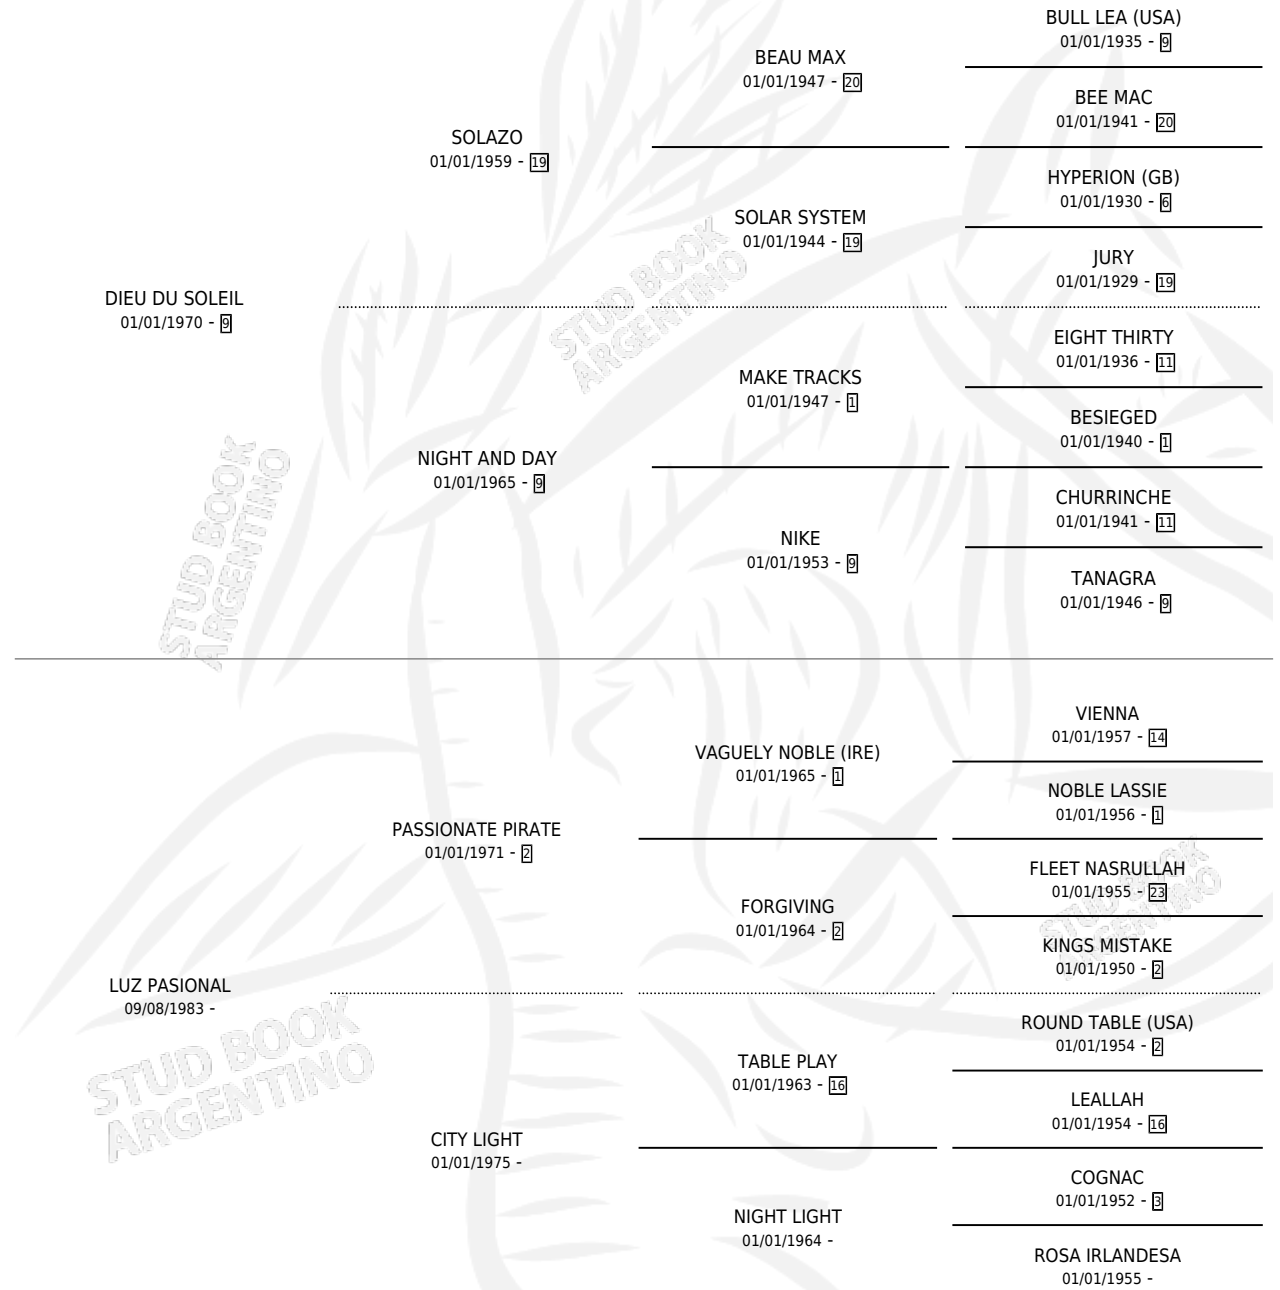 BULL LEA (USA)
01/01/1935 - 9
BEAU MAX
01/01/1947 - 20
BEE MAC
01/01/1941 - 20
SOLAZO
01/01/1959 - 19
HYPERION (GB)
01/01/1930 - 6
SOLAR SYSTEM
01/01/1944 - 19
JURY
01/01/1929 - 19
DIEU DU SOLEIL
01/01/1970 - 9
EIGHT THIRTY
01/01/1936 - 11
MAKE TRACKS
01/01/1947 - 1
BESIEGED
01/01/1940 - 1
NIGHT AND DAY
01/01/1965 - 9
CHURRINCHE
01/01/1941 - 11
NIKE
01/01/1953 - 9
TANAGRA
01/01/1946 - 9
VIENNA
01/01/1957 - 14
VAGUELY NOBLE (IRE)
01/01/1965 - 1
NOBLE LASSIE
01/01/1956 - 1
PASSIONATE PIRATE
01/01/1971 - 2
FLEET NASRULLAH
01/01/1955 - 23
FORGIVING
01/01/1964 - 2
KINGS MISTAKE
01/01/1950 - 2
LUZ PASIONAL
09/08/1983 -
ROUND TABLE (USA)
01/01/1954 - 2
TABLE PLAY
01/01/1963 - 16
LEALLAH
01/01/1954 - 16
CITY LIGHT
01/01/1975 -
COGNAC
01/01/1952 - 3
NIGHT LIGHT
01/01/1964 -
ROSA IRLANDESA
01/01/1955 -
STUD BOOK
ARGENTINO
STUD BOOK
ARGENTINO
STUD BOOK
ARGENTINO
STUD BOOK
ARGENTINO